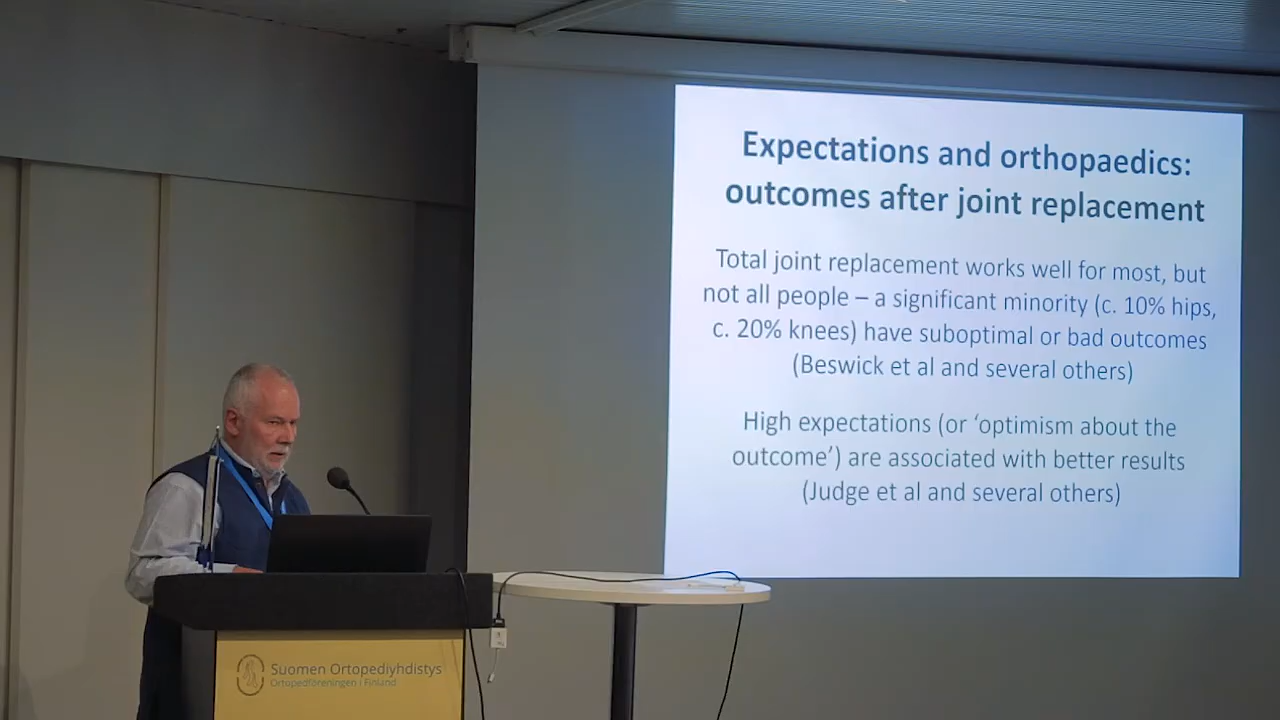 Expectations and orthopaedics:
outcomes after joint replacement
Total joint replacement works well for most, but
not all people – a significant minority (c. 10% hips,
c. 20% knees) have suboptimal or bad outcomes
(Beswick et al and several others)
High expectations (or ‘optimism about the
outcome’) are associated with better results
(Judge et al and several others)
Suomen Ortopediyhdistys
Ortopedföreningen i Finland